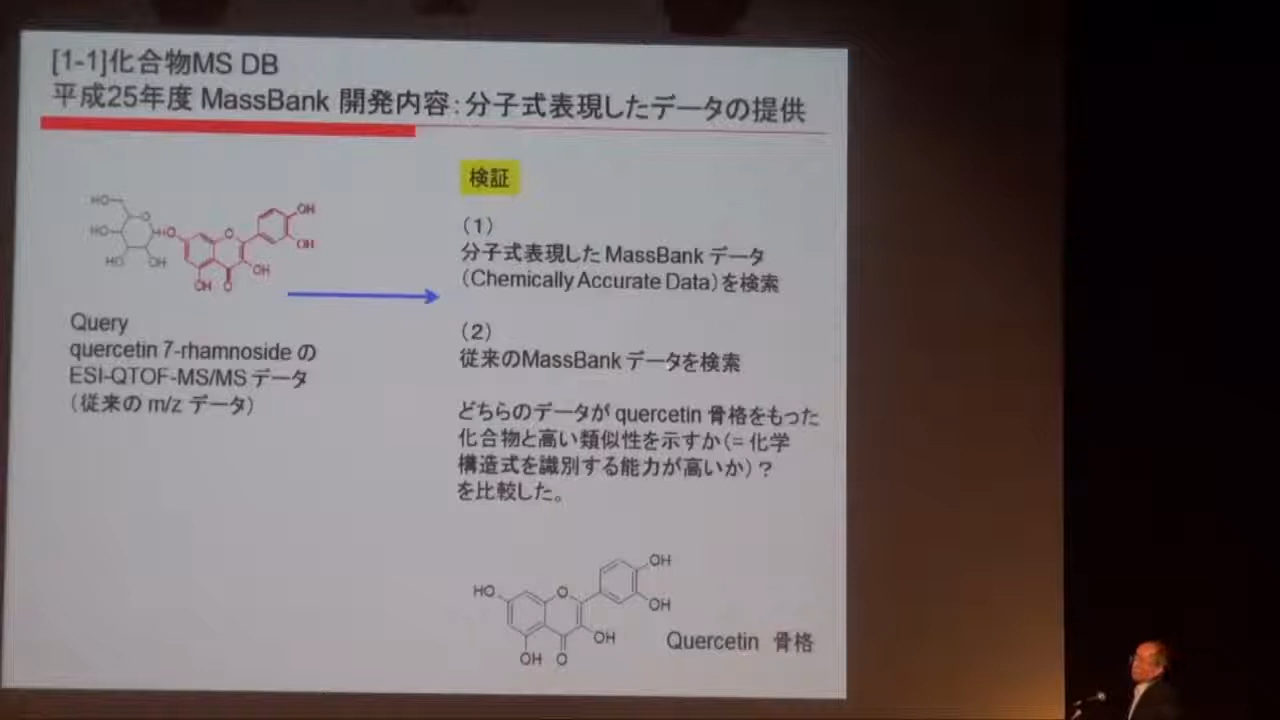 [1-1]化合物MS DB
平成25年度 MassBank 開発内容：分子式表現したデータの提供
検証
HO
O
OH
HO
HO
O
OH
HO
OH
OH
OH
O
（1）
分子式表現した MassBank データ
（Chemically Accurate Data）を検索
Query
quercetin 7-rhamnoside の
ESI-QTOF-MS/MS データ
（従来の m/z データ）
（2）
従来のMassBank データを検索
どちらのデータが quercetin 骨格をもった
化合物と高い類似性を示すか（= 化学
構造式を識別する能力が高いか）？
を比較した。
OH
HO
O
OH
OH
OH
O
Quercetin 骨格